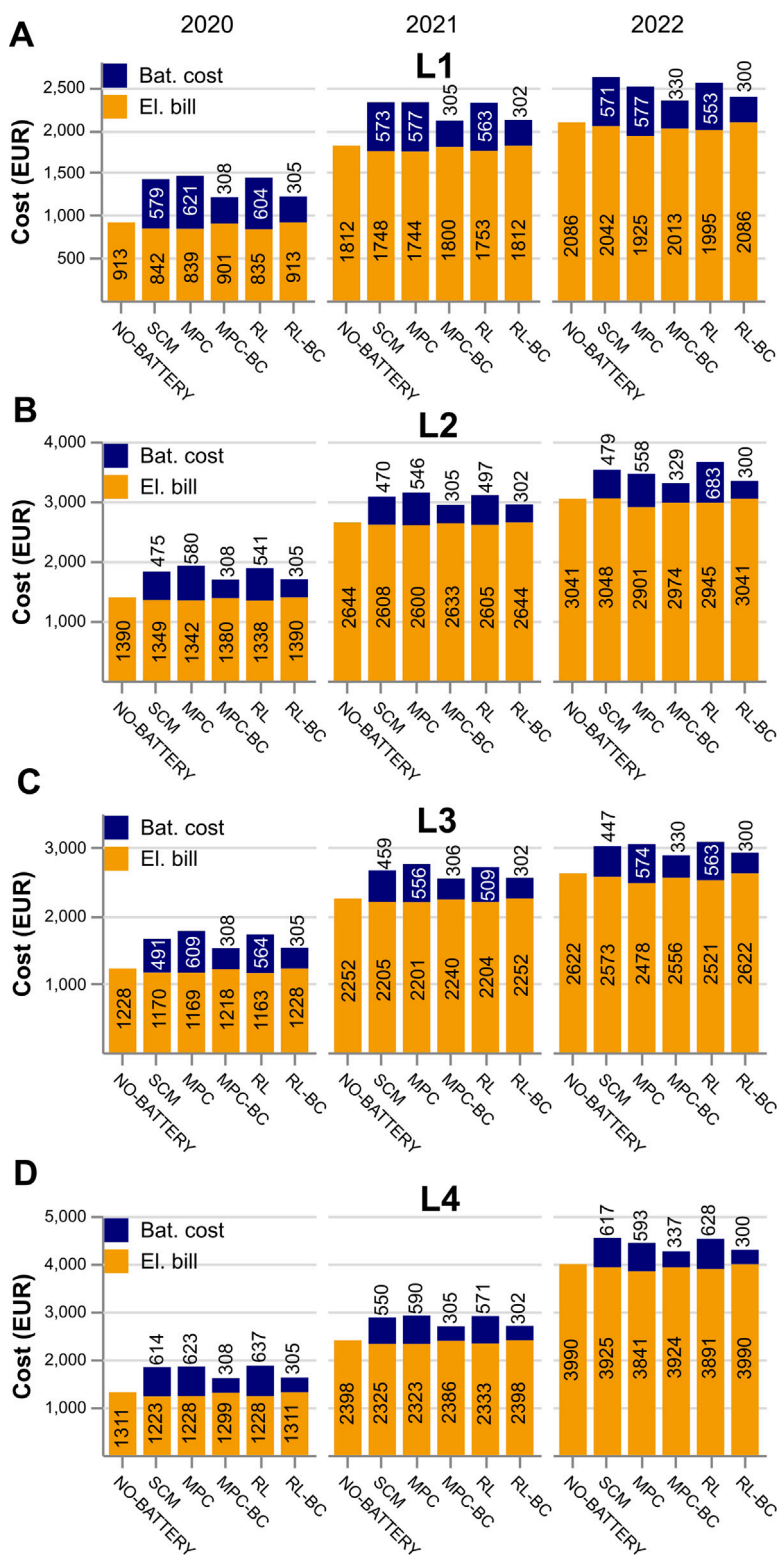 2020 2021 2022
A L1
Bat. cost
El. bill
Cost (EUR)
2,500
2,000
1,500
1,000
500
913 842 579 839 621 901 308 835 604 913 305
1812 1748 573 1744 577 1800 305 1753 563 1812 302
2086 2042 571 1925 577 2013 330 1995 553 2086 300
NO-BATTERY SCM MPC MPC-BC RL RL-BC
NO-BATTERY SCM MPC MPC-BC RL RL-BC
NO-BATTERY SCM MPC MPC-BC RL RL-BC
B L2
Bat. cost
El. bill
Cost (EUR)
4,000
3,000
2,000
1,000
1390 1349 475 1342 580 1380 308 1338 541 1390 305
2644 2608 470 2600 546 2633 305 2605 497 2644 302
3041 3048 479 2901 558 2974 329 2945 683 3041 300
NO-BATTERY SCM MPC MPC-BC RL RL-BC
NO-BATTERY SCM MPC MPC-BC RL RL-BC
NO-BATTERY SCM MPC MPC-BC RL RL-BC
C L3
Bat. cost
El. bill
Cost (EUR)
3,000
2,000
1,000
1228 1170 491 1169 609 1218 308 1163 564 1228 305
2252 2205 459 2201 556 2240 306 2204 509 2252 302
2622 2573 447 2478 574 2556 330 2521 563 2622 300
NO-BATTERY SCM MPC MPC-BC RL RL-BC
NO-BATTERY SCM MPC MPC-BC RL RL-BC
NO-BATTERY SCM MPC MPC-BC RL RL-BC
D L4
Bat. cost
El. bill
Cost (EUR)
5,000
4,000
3,000
2,000
1,000
1311 1223 614 1228 623 1299 308 1228 637 1311 305
2398 2325 550 2323 590 2386 305 2333 571 2398 302
3990 3925 617 3841 593 3924 337 3891 628 3990 300
NO-BATTERY SCM MPC MPC-BC RL RL-BC
NO-BATTERY SCM MPC MPC-BC RL RL-BC
NO-BATTERY SCM MPC MPC-BC RL RL-BC